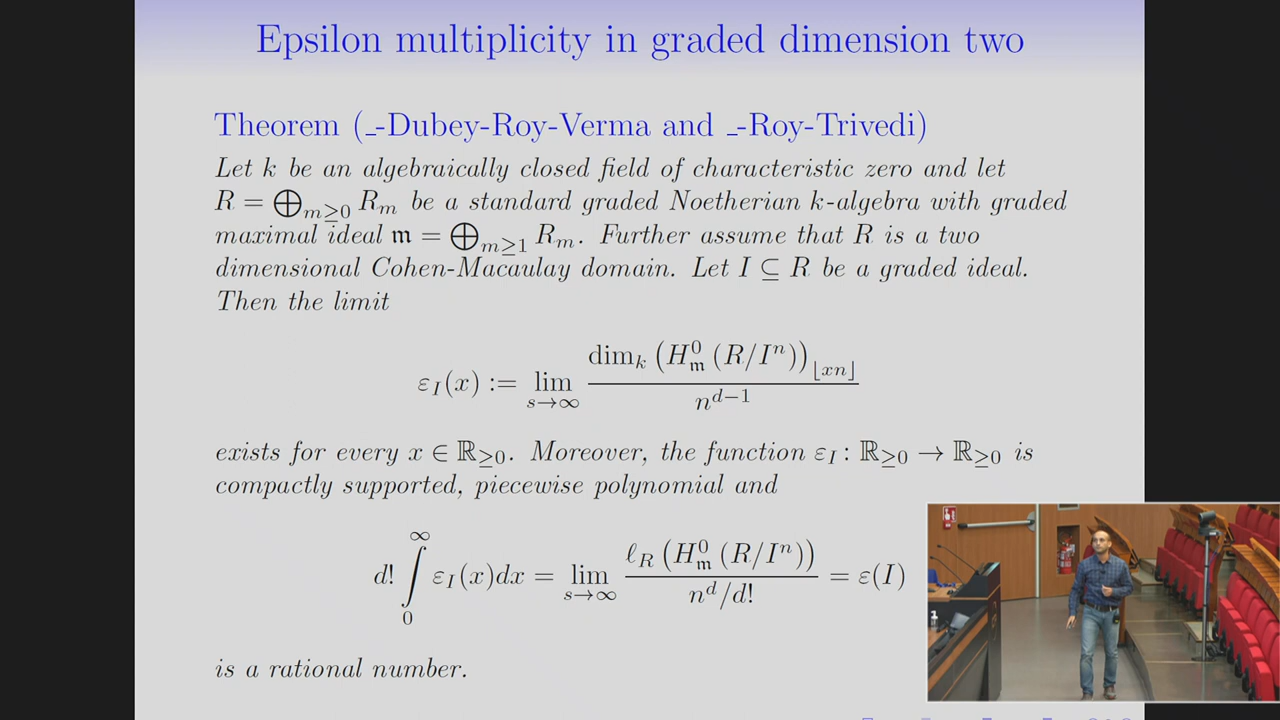 Epsilon multiplicity in graded dimension two
Theorem (_-Dubey-Roy-Verma and _-Roy-Trivedi)
Let k be an algebraically closed field of characteristic zero and let
R = ⨁_{m≥0} R_m be a standard graded Noetherian k-algebra with graded
maximal ideal 𝔪 = ⨁_{m≥1} R_m. Further assume that R is a two
dimensional Cohen-Macaulay domain. Let I ⊆ R be a graded ideal.
Then the limit
ε_I(x) := lim_{s→∞} dim_k (H^0_𝔪 (R/I^n))_{⌊xn⌋} / n^{d−1}
exists for every x ∈ ℝ_{≥0}. Moreover, the function ε_I : ℝ_{≥0} → ℝ_{≥0} is
compactly supported, piecewise polynomial and
d! ∫_0^∞ ε_I(x)dx = lim_{s→∞} ℓ_R (H^0_𝔪 (R/I^n)) / (n^d/d!) = ε(I)
is a rational number.